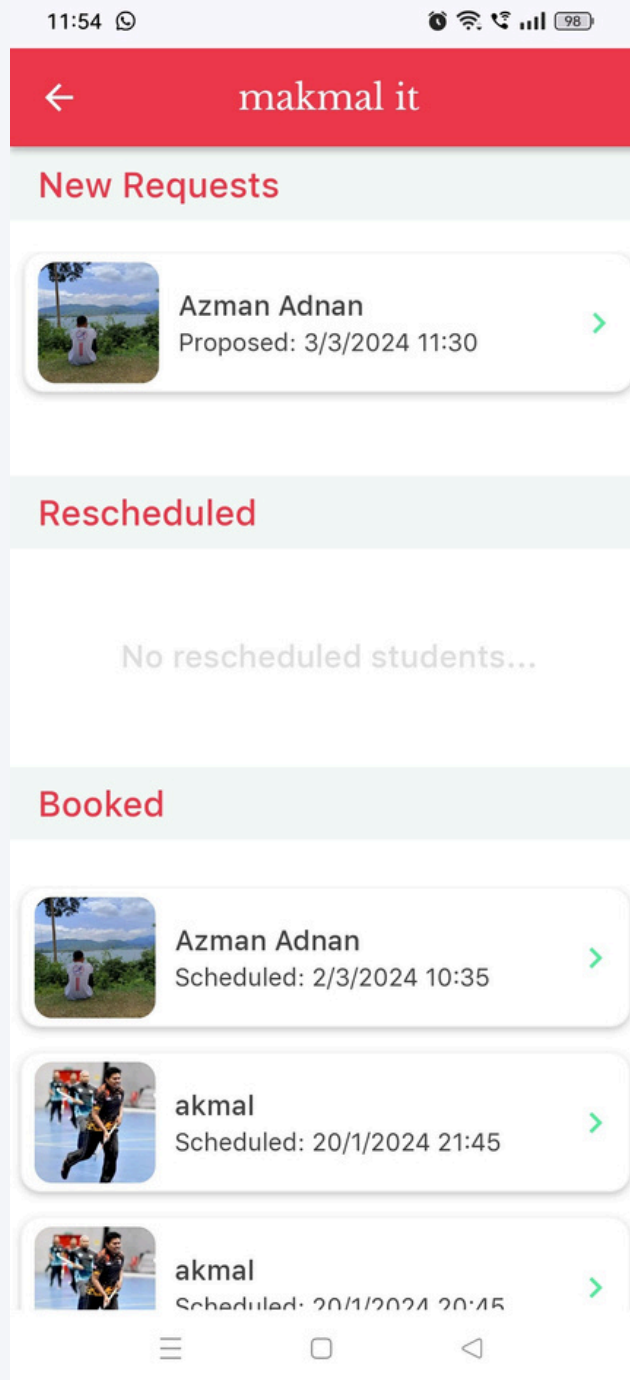 11:54
98
makmal it
New Requests
Azman Adnan
Proposed: 3/3/2024 11:30
Rescheduled
No rescheduled students...
Booked
Azman Adnan
Scheduled: 2/3/2024 10:35
akmal
Scheduled: 20/1/2024 21:45
akmal
Scheduled: 20/1/2024 20:45